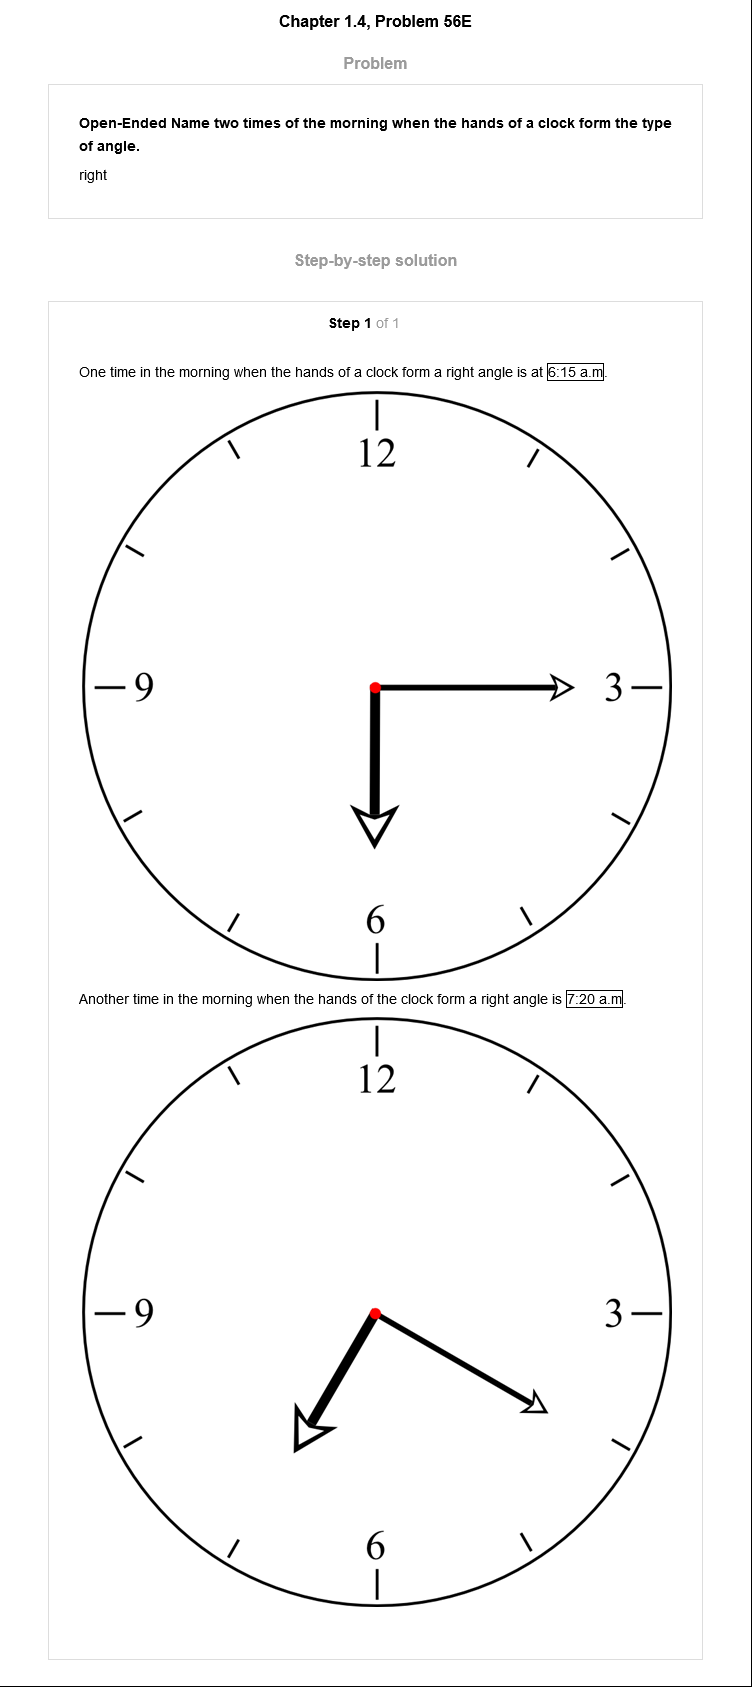 Chapter 1.4, Problem 56E
Problem
Open-Ended Name two times of the morning when the hands of a clock form the type
of angle.
right
Step-by-step solution
Step 1 of 1
One time in the morning when the hands of a clock form a right angle is at 6:15 a.m.
12
9
3
6
Another time in the morning when the hands of the clock form a right angle is 7:20 a.m.
12
9
3
6